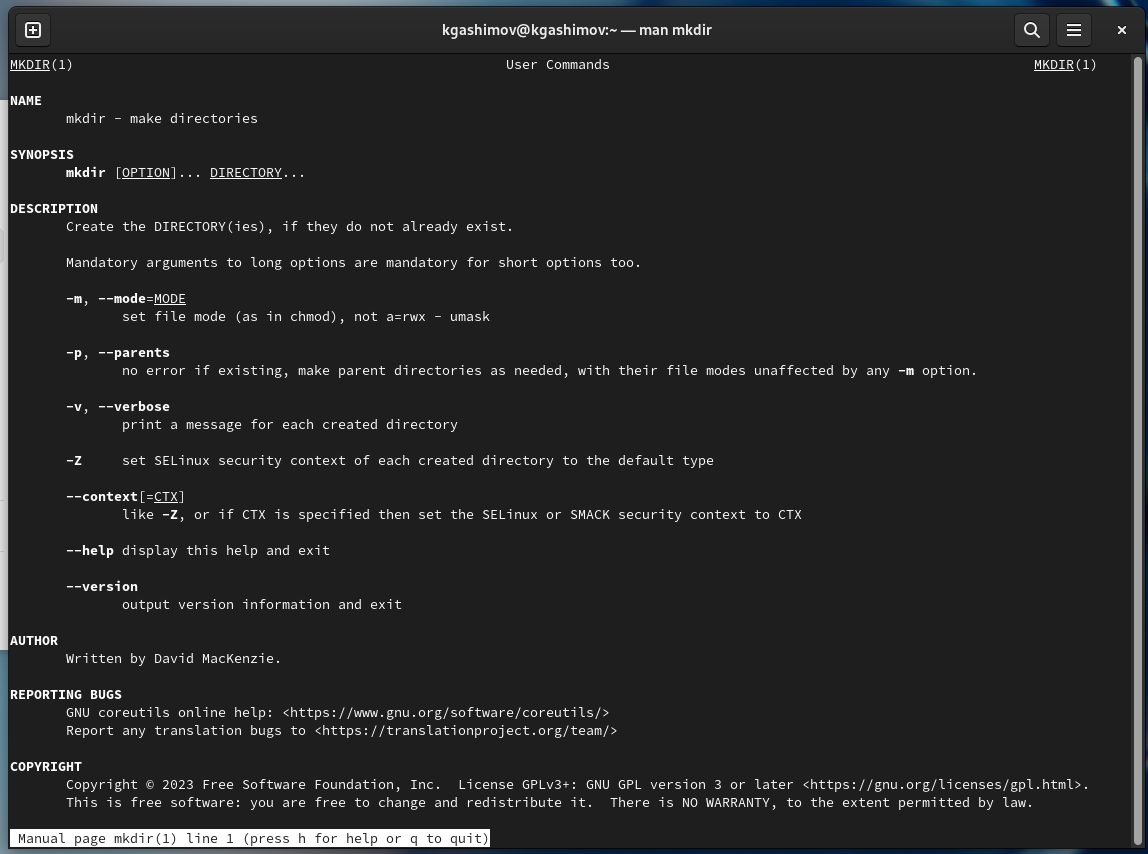 kgashimov@kgashimov:~ — man mkdir
MKDIR(1) User Commands MKDIR(1)
NAME
mkdir - make directories
SYNOPSIS
mkdir [OPTION]... DIRECTORY...
DESCRIPTION
Create the DIRECTORY(ies), if they do not already exist.
Mandatory arguments to long options are mandatory for short options too.
-m, --mode=MODE
set file mode (as in chmod), not a=rwx - umask
-p, --parents
no error if existing, make parent directories as needed, with their file modes unaffected by any -m option.
-v, --verbose
print a message for each created directory
-Z set SELinux security context of each created directory to the default type
--context[=CTX]
like -Z, or if CTX is specified then set the SELinux or SMACK security context to CTX
--help display this help and exit
--version
output version information and exit
AUTHOR
Written by David MacKenzie.
REPORTING BUGS
GNU coreutils online help: <https://www.gnu.org/software/coreutils/>
Report any translation bugs to <https://translationproject.org/team/>
COPYRIGHT
Copyright © 2023 Free Software Foundation, Inc. License GPLv3+: GNU GPL version 3 or later <https://gnu.org/licenses/gpl.html>.
This is free software: you are free to change and redistribute it. There is NO WARRANTY, to the extent permitted by law.
Manual page mkdir(1) line 1 (press h for help or q to quit)